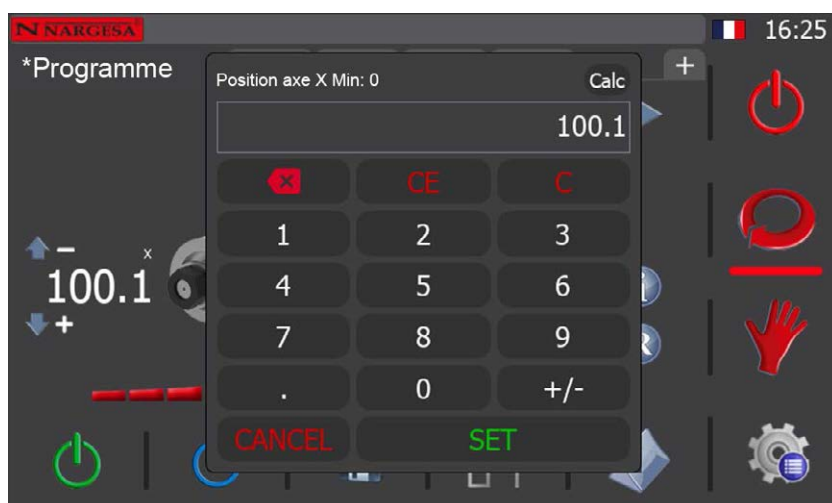 NARGESA
16:25
*Programme
+
Position axe X Min: 0
Calc
100.1
CE
C
1
2
3
x
100.1
4
5
6
7
8
9
.
0
+/-
CANCEL
SET